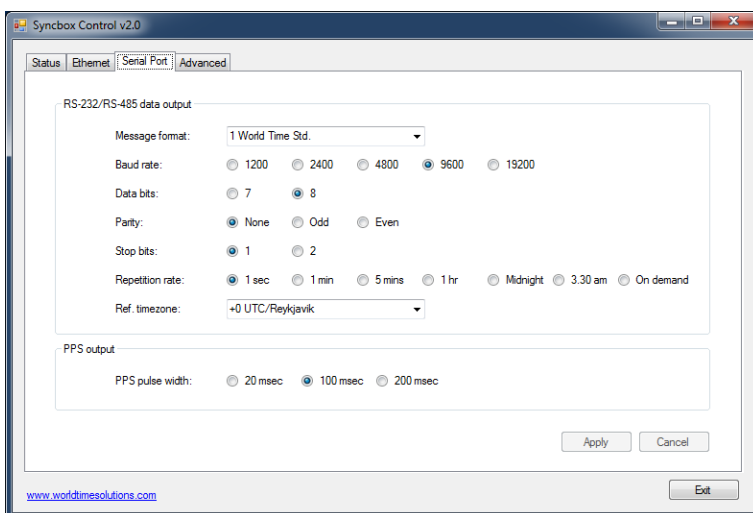 Syncbox Control v2.0
Status Ethernet Serial Port Advanced
RS-232/RS-485 data output
Message format: 1 World Time Std.
Baud rate: 1200 2400 4800 9600 19200
Data bits: 7 8
Parity: None Odd Even
Stop bits: 1 2
Repetition rate: 1 sec 1 min 5 mins 1 hr Midnight 3.30 am On demand
Ref. timezone: +0 UTC/Reykjavik
PPS output
PPS pulse width: 20 msec 100 msec 200 msec
Apply Cancel
www.worldtimesolutions.com Exit